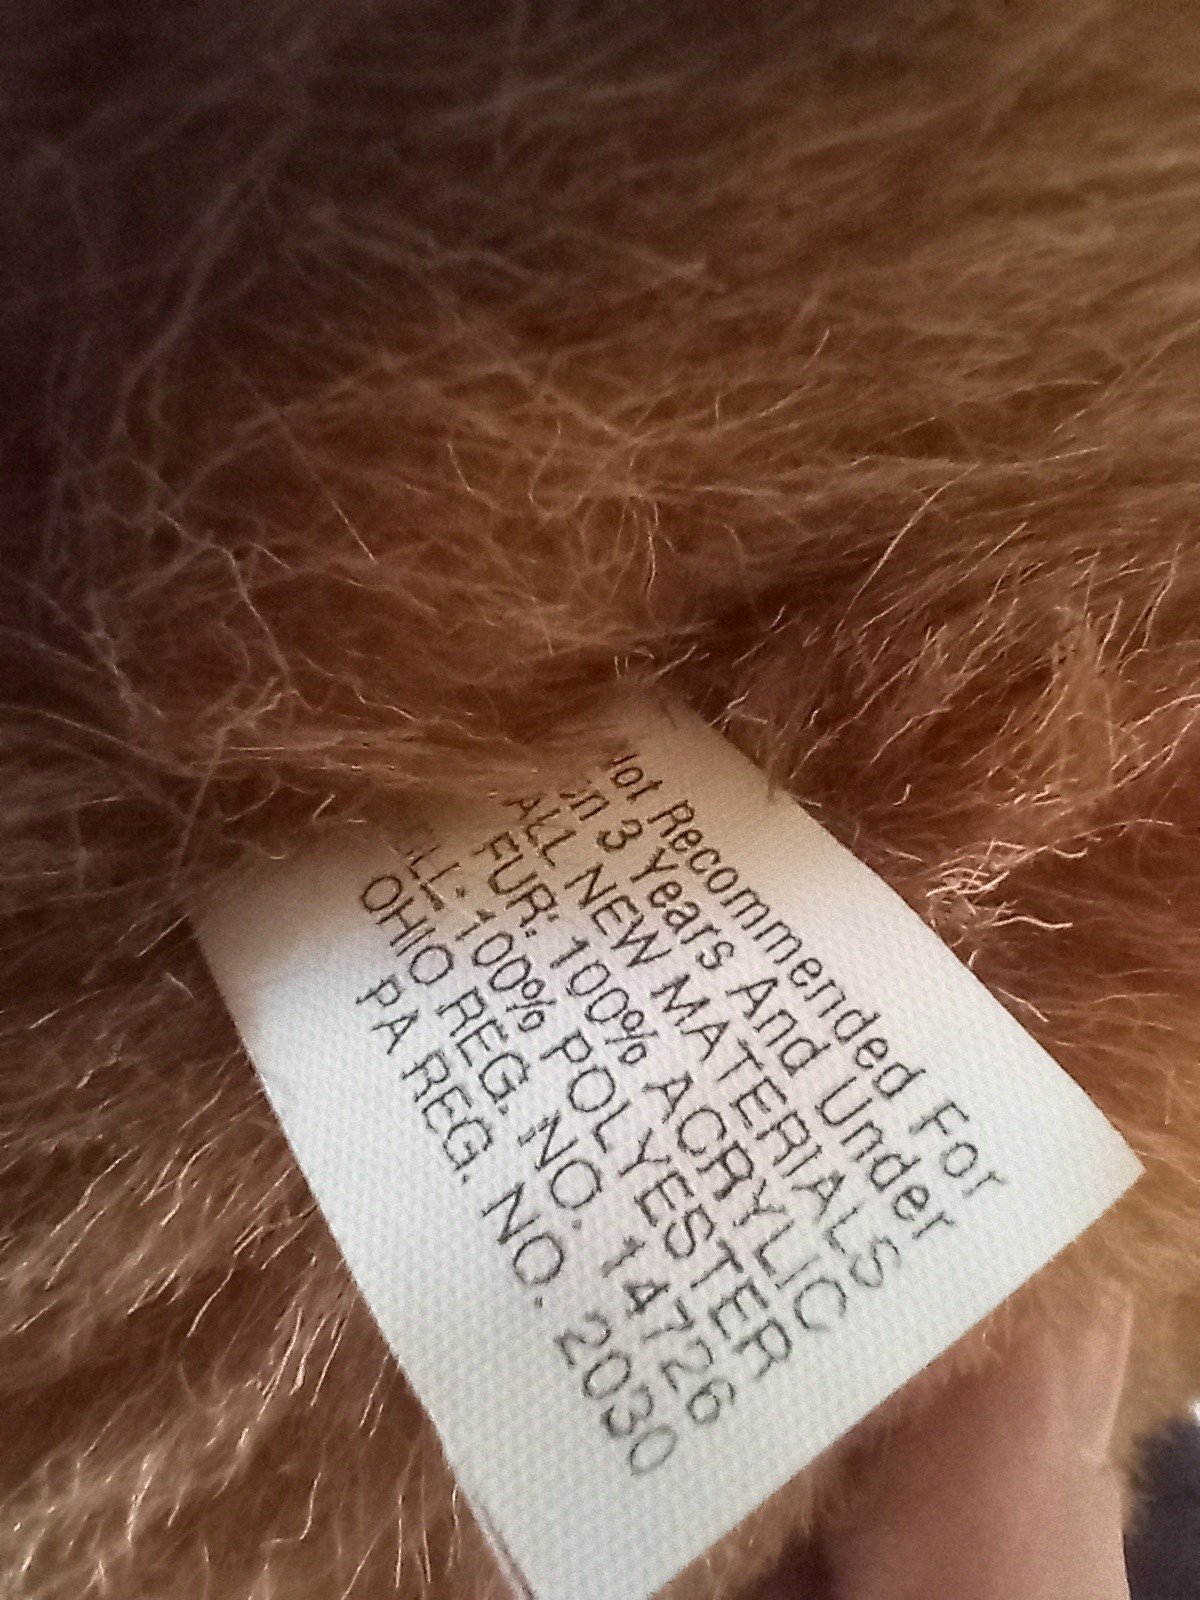 Not Recommended For
3 Years And Under
ALL NEW MATERIALS
FUR: 100% ACRYLIC
100% POLYESTER
OHIO REG. NO. 14726
PA REG. NO. 2030